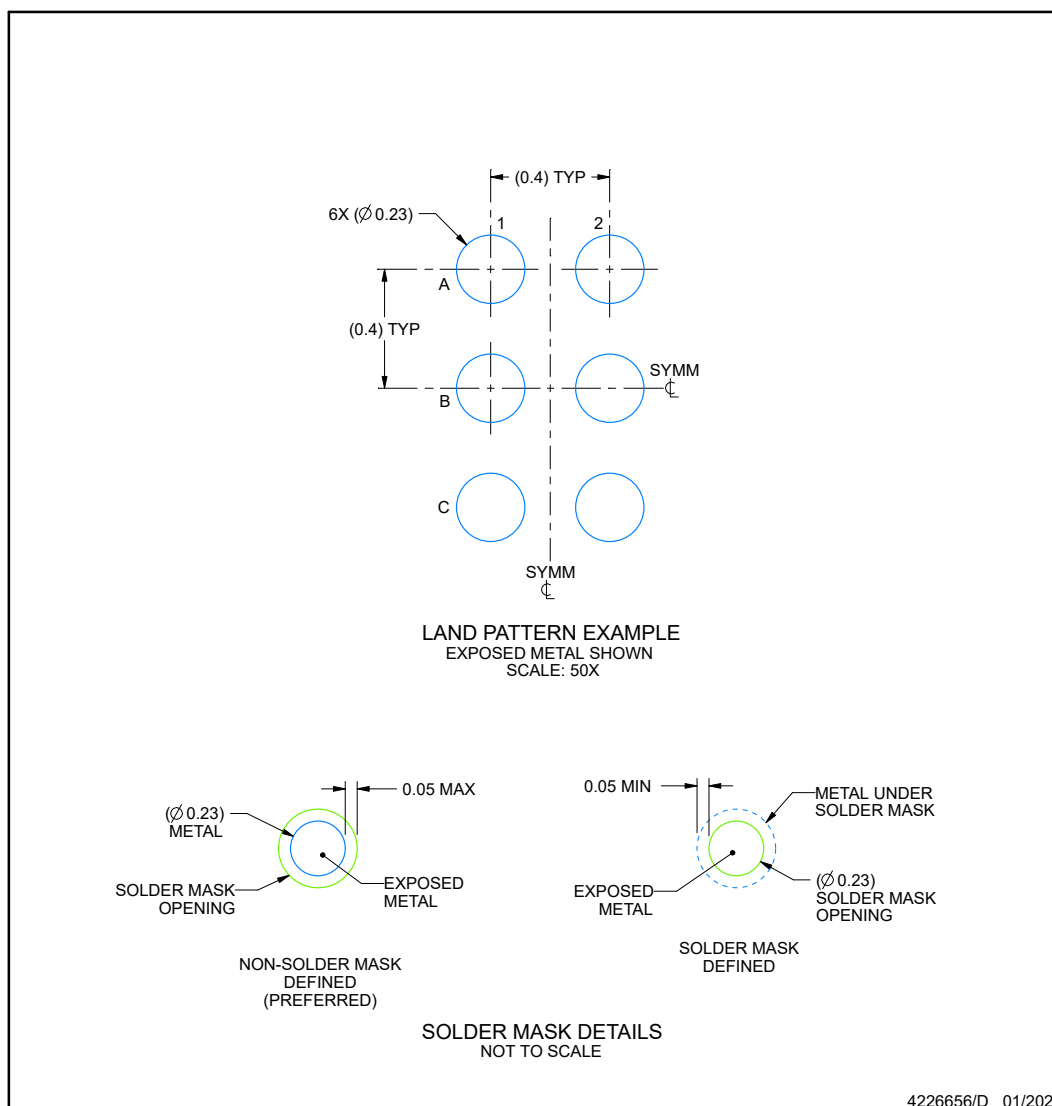 (0.4) TYP
6X (∅ 0.23)
1
2
A
(0.4) TYP
SYMM
℄
B
C
SYMM
℄
LAND PATTERN EXAMPLE
EXPOSED METAL SHOWN
SCALE: 50X
0.05 MAX
(∅ 0.23)
METAL
SOLDER MASK
OPENING
EXPOSED
METAL
NON-SOLDER MASK
DEFINED
(PREFERRED)
0.05 MIN
METAL UNDER
SOLDER MASK
EXPOSED
METAL
(∅ 0.23)
SOLDER MASK
OPENING
SOLDER MASK
DEFINED
SOLDER MASK DETAILS
NOT TO SCALE
4226656/D 01/202